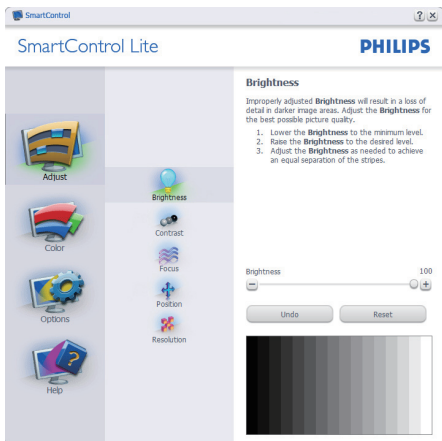 SmartControl
? ×
SmartControl Lite
PHILIPS
Adjust
Color
Options
Help
Brightness
Contrast
Focus
Position
Resolution
Brightness
Improperly adjusted Brightness will result in a loss of
detail in darker image areas. Adjust the Brightness for
the best possible picture quality.
1. Lower the Brightness to the minimum level.
2. Raise the Brightness to the desired level.
3. Adjust the Brightness as needed to achieve
an equal separation of the stripes.
Brightness 100
Undo Reset